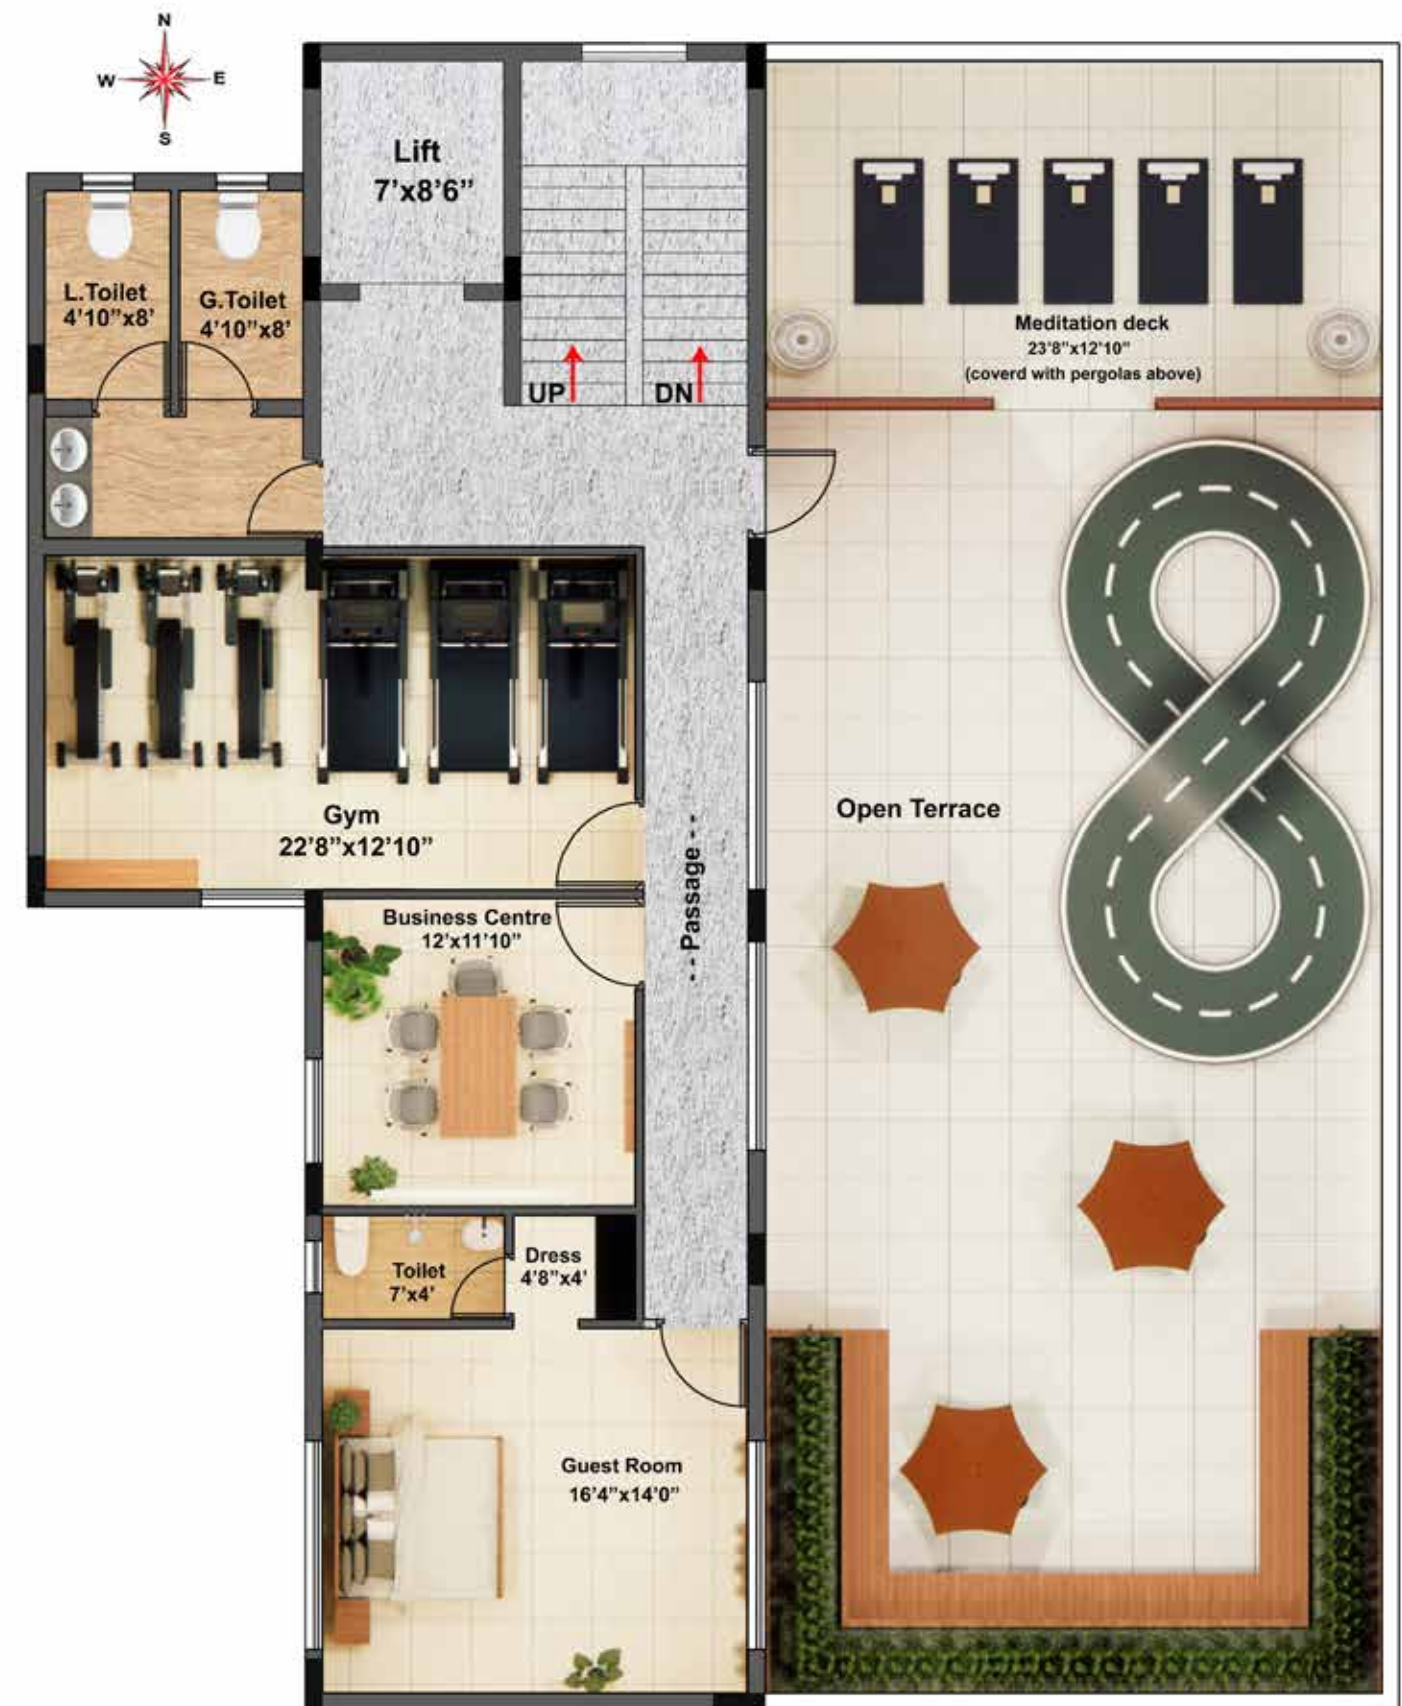 N
W E
S
Lift
7'x8'6"
L.Toilet
4'10"x8'
G.Toilet
4'10"x8'
UP
DN
Meditation deck
23'8"x12'10"
(coverd with pergolas above)
Gym
22'8"x12'10"
Open Terrace
-- Passage --
Business Centre
12'x11'10"
Toilet
7'x4'
Dress
4'8"x4'
Guest Room
16'4"x14'0"